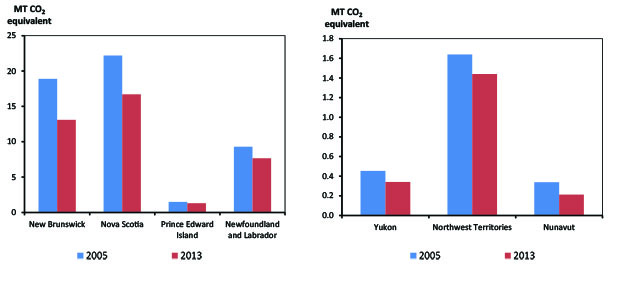 MT CO₂
equivalent
25
20
15
10
5
0
New Brunswick Nova Scotia Prince Edward Newfoundland
Island and Labrador
2005 2013
MT CO₂
equivalent
1.8
1.6
1.4
1.2
1.0
0.8
0.6
0.4
0.2
0.0
Yukon Northwest Territories Nunavut
2005 2013